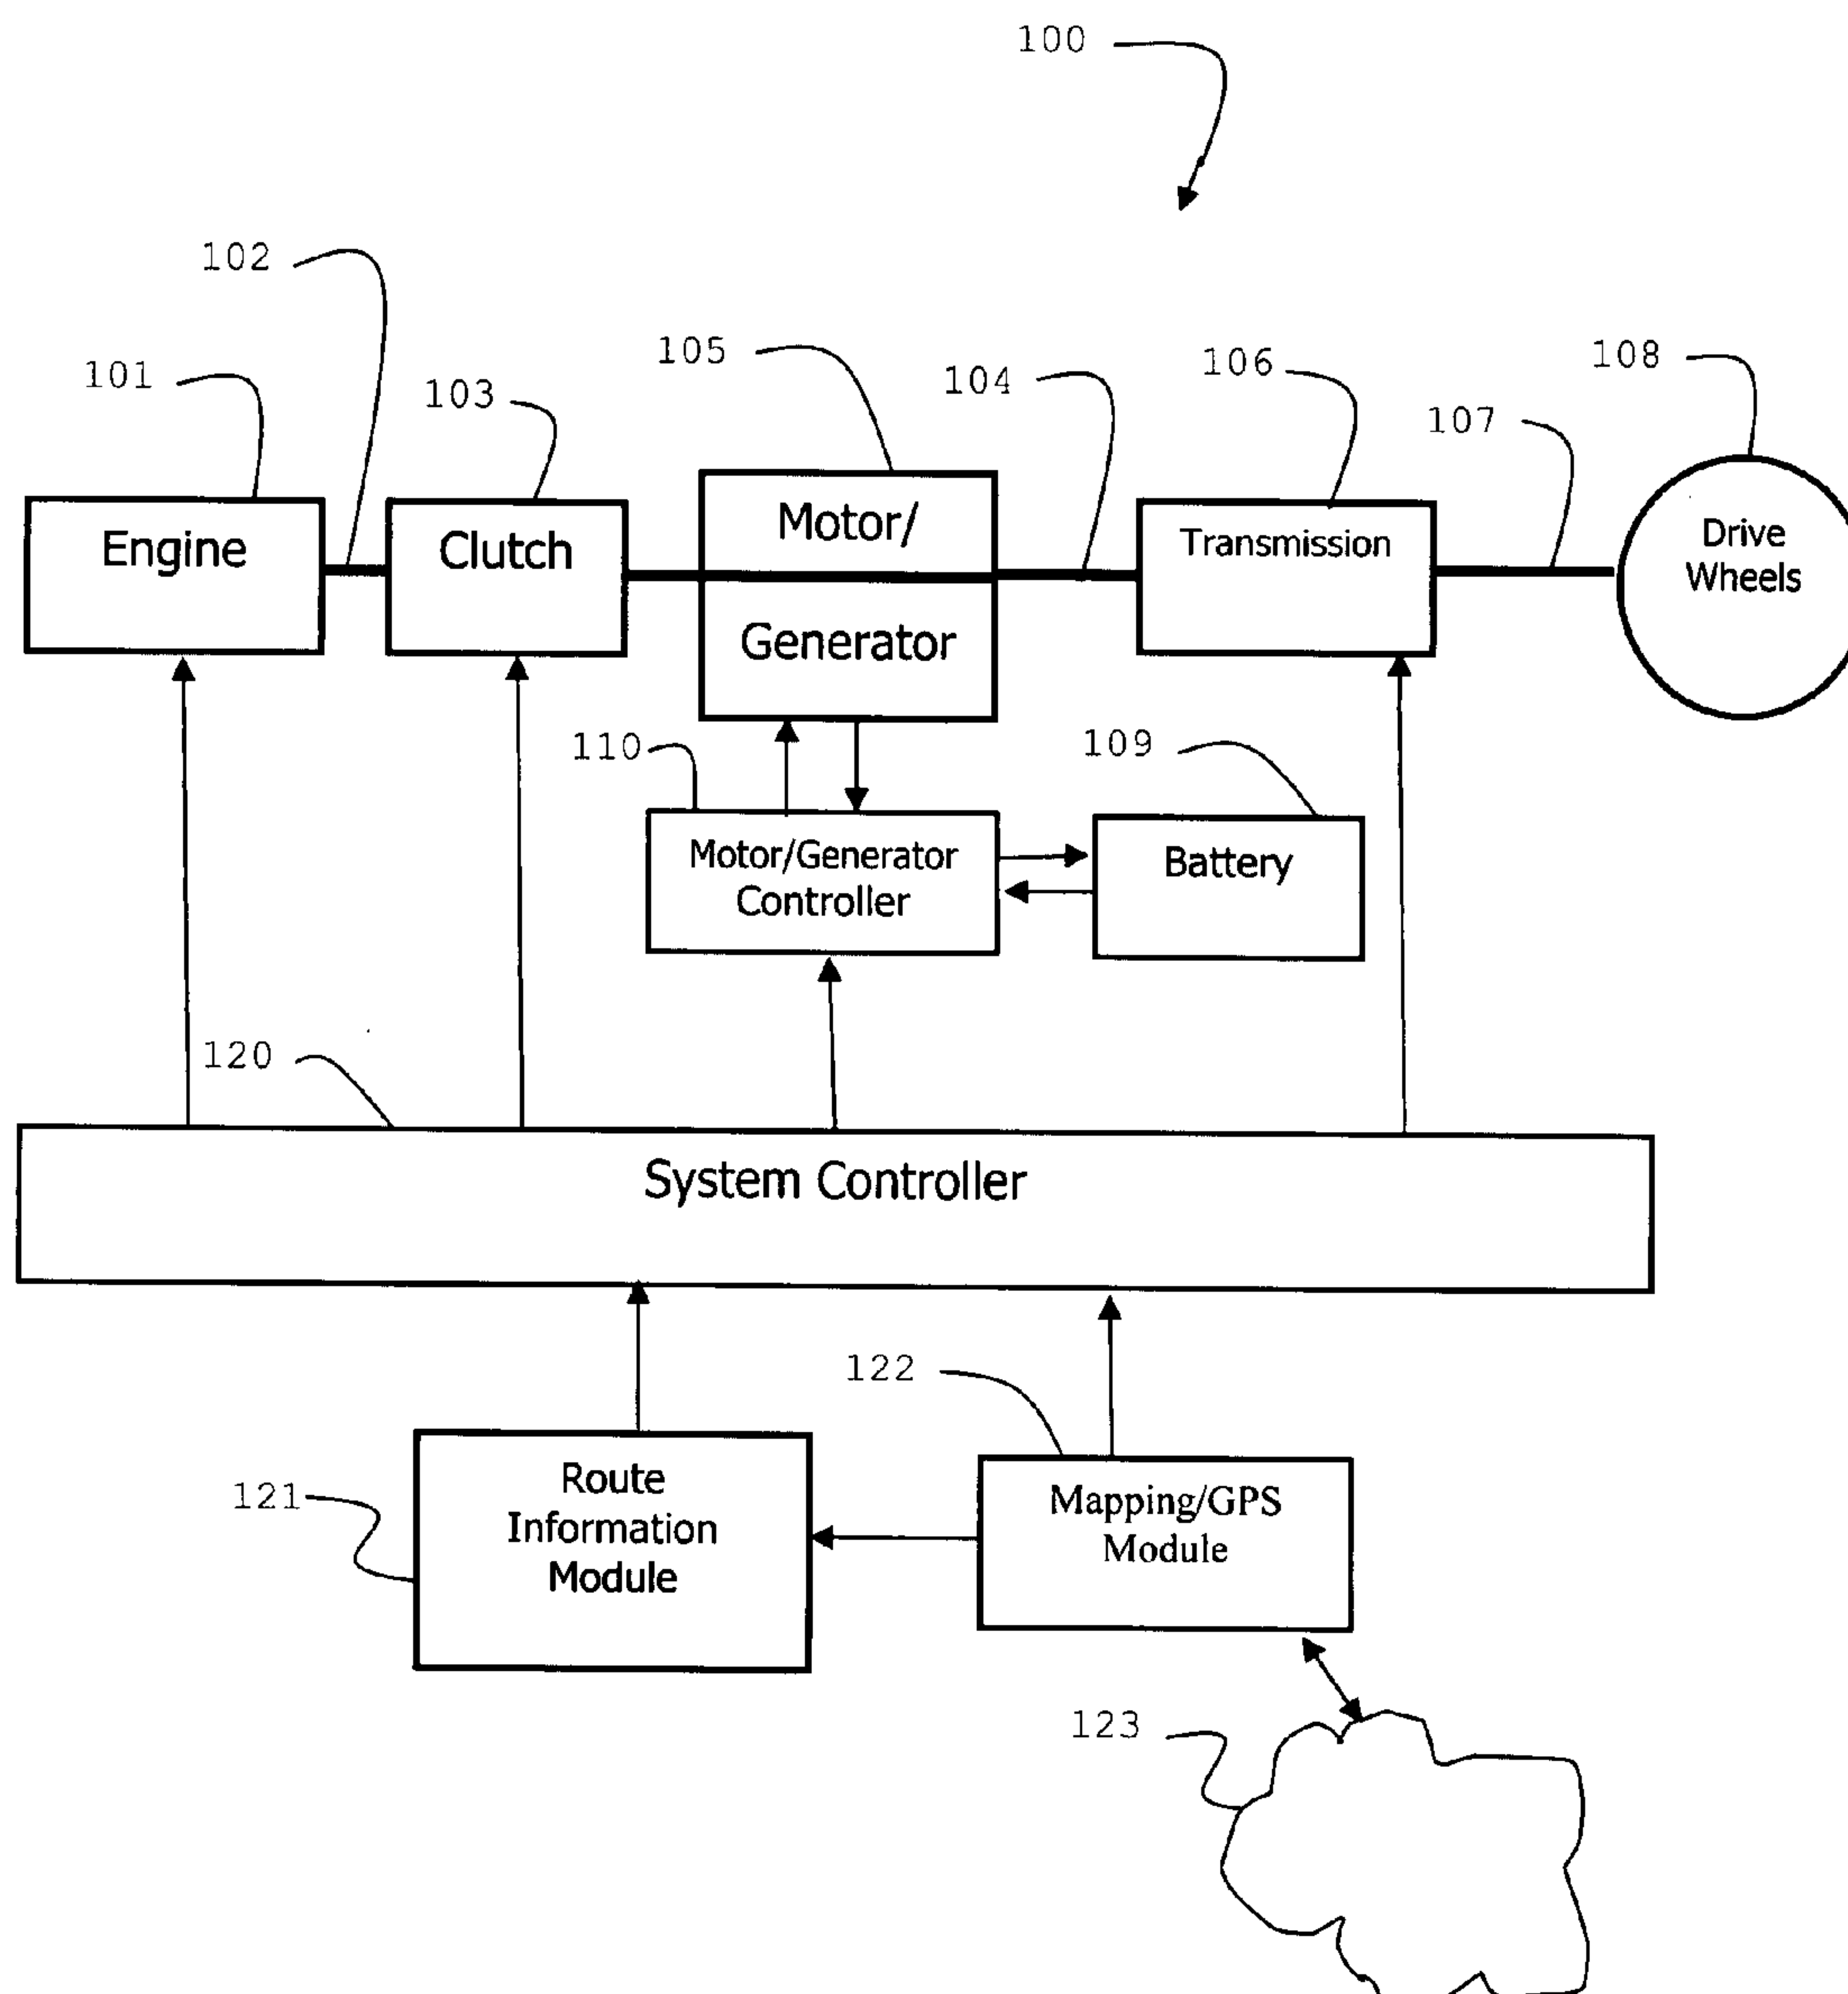 100
102
105
108
101
103
104
106
107
Engine
Clutch
Motor/
Generator
Transmission
Drive
Wheels
110
109
Motor/Generator
Controller
Battery
120
System Controller
122
121
Route
Information
Module
Mapping/GPS
Module
123